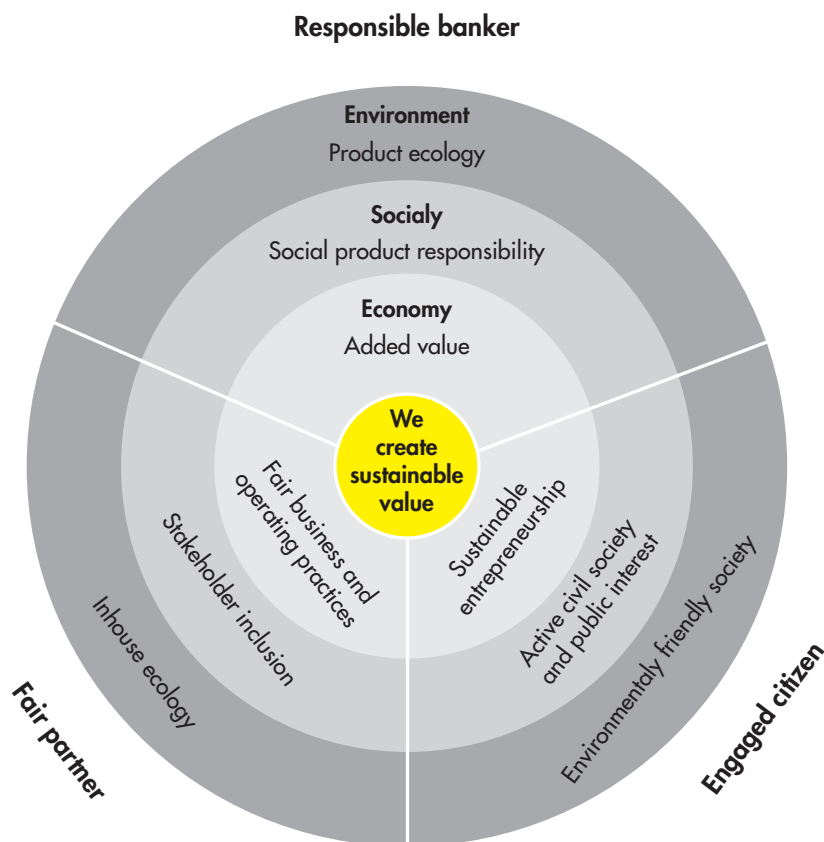 Responsible banker
Environment
Product ecology
Socialy
Social product responsibility
Economy
Added value
We
create
sustainable
value
Fair business and
operating practices
Stakeholder inclusion
Inhouse ecology
Fair partner
Sustainable
entrepreneurship
Active civil society
and public interest
Environmentaly friendly society
Engaged citizen